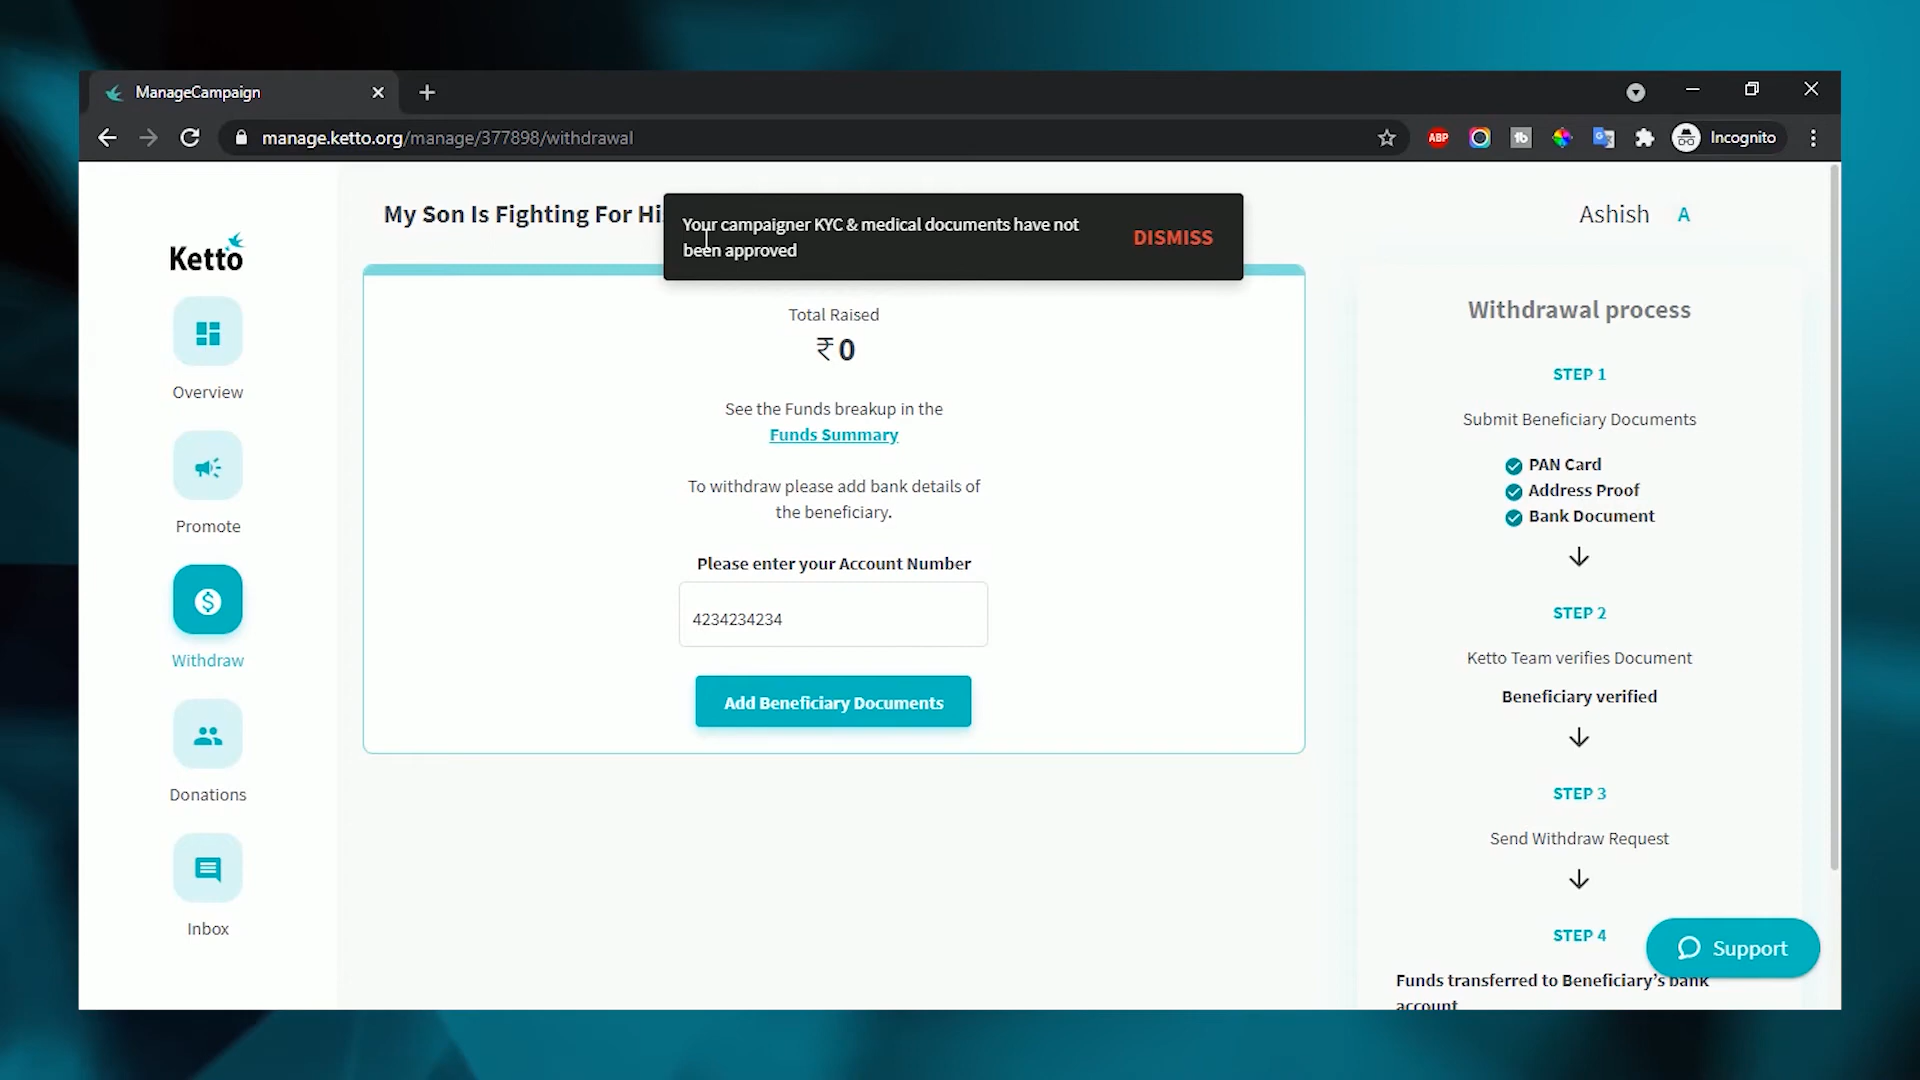 ManageCampaign
manage.ketto.org/manage/377898/withdrawal
ABP
Incognito
Ketto
Overview
Promote
Withdraw
Donations
Inbox
My Son Is Fighting For Hi
Your campaigner KYC & medical documents have not
been approved
DISMISS
Ashish A
Total Raised
₹ 0
See the Funds breakup in the
Funds Summary
To withdraw please add bank details of
the beneficiary.
Please enter your Account Number
4234234234
Add Beneficiary Documents
Withdrawal process
STEP 1
Submit Beneficiary Documents
PAN Card
Address Proof
Bank Document
STEP 2
Ketto Team verifies Document
Beneficiary verified
STEP 3
Send Withdraw Request
STEP 4
Funds transferred to Beneficiary's bank
account
Support